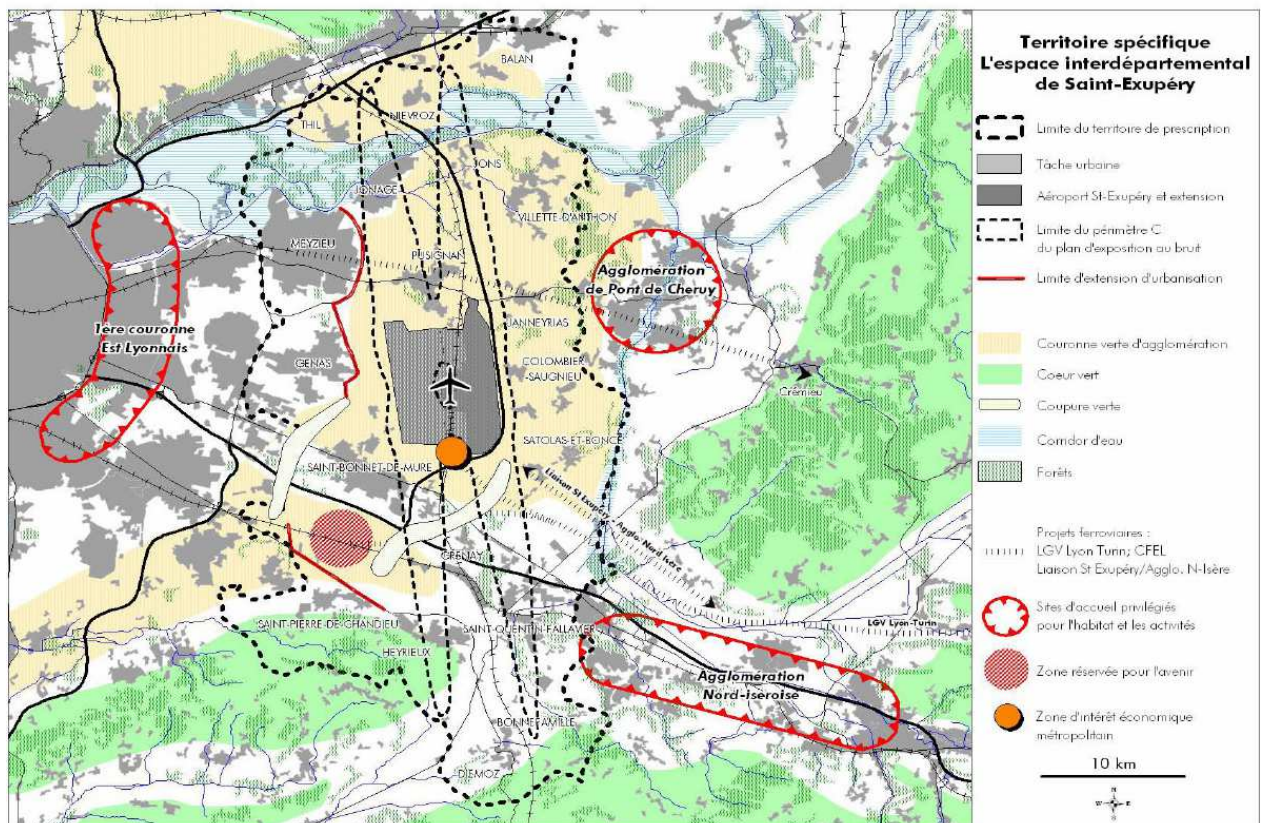 BALAN
NIEVROZ
THIL
JONS
JONAGE
VILLETTE-D'ANTHON
MEYZIEU
PUSIGNAN
Agglomération
de Pont de Cheruy
1ère couronne
Est Lyonnais
JANNEYRIAS
GENAS
COLOMBIER
-SAUGNIEU
Crémieu
SATOLAS-ET-BONCE
SAINT-BONNET-DE-MURE
Liaison St Exupéry - Agglo. Nord Isère
GRENAY
SAINT-PIERRE-DE-CHANDIEU
SAINT-QUENTIN-FALLAVIER
LGV Lyon-Turin
HEYRIEUX
Agglomération
Nord-iseroise
BONNEFAMILLE
DIEMOZ
Territoire spécifique
L'espace interdépartemental
de Saint-Exupéry
Limite du territoire de prescription
Tâche urbaine
Aéroport St-Exupéry et extension
Limite du périmètre C
du plan d'exposition au bruit
Limite d'extension d'urbanisation
Couronne verte d'agglomération
Coeur vert
Coupure verte
Corridor d'eau
Forêts
Projets ferroviaires :
LGV Lyon Turin; CFEL
Liaison St Exupéry/Agglo. N-Isère
Sites d'accueil privilégiés
pour l'habitat et les activités
Zone réservée pour l'avenir
Zone d'intérêt économique
métropolitain
10 km
N
W E
S